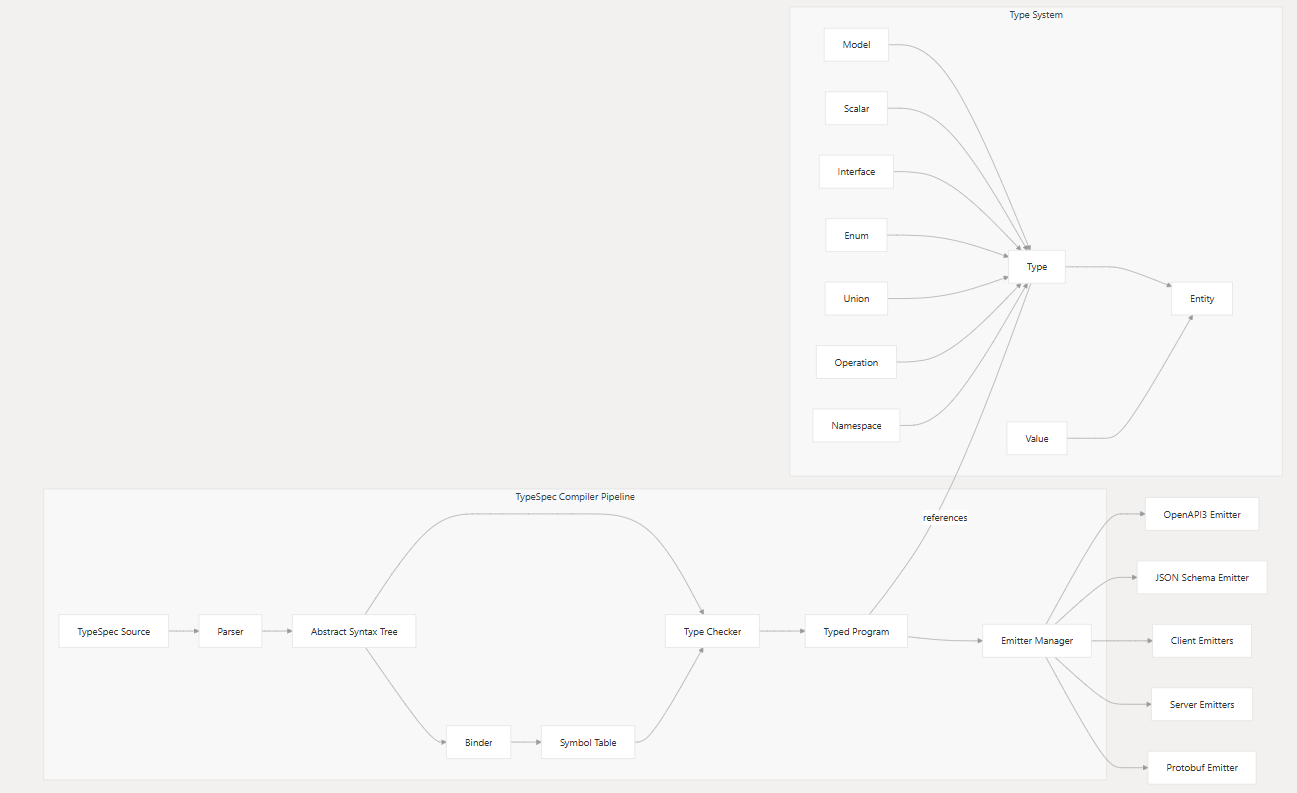 Type System
Model
Scalar
Interface
Enum
Union
Operation
Namespace
Type
Entity
Value
references
TypeSpec Compiler Pipeline
TypeSpec Source
Parser
Abstract Syntax Tree
Binder
Symbol Table
Type Checker
Typed Program
Emitter Manager
OpenAPI3 Emitter
JSON Schema Emitter
Client Emitters
Server Emitters
Protobuf Emitter